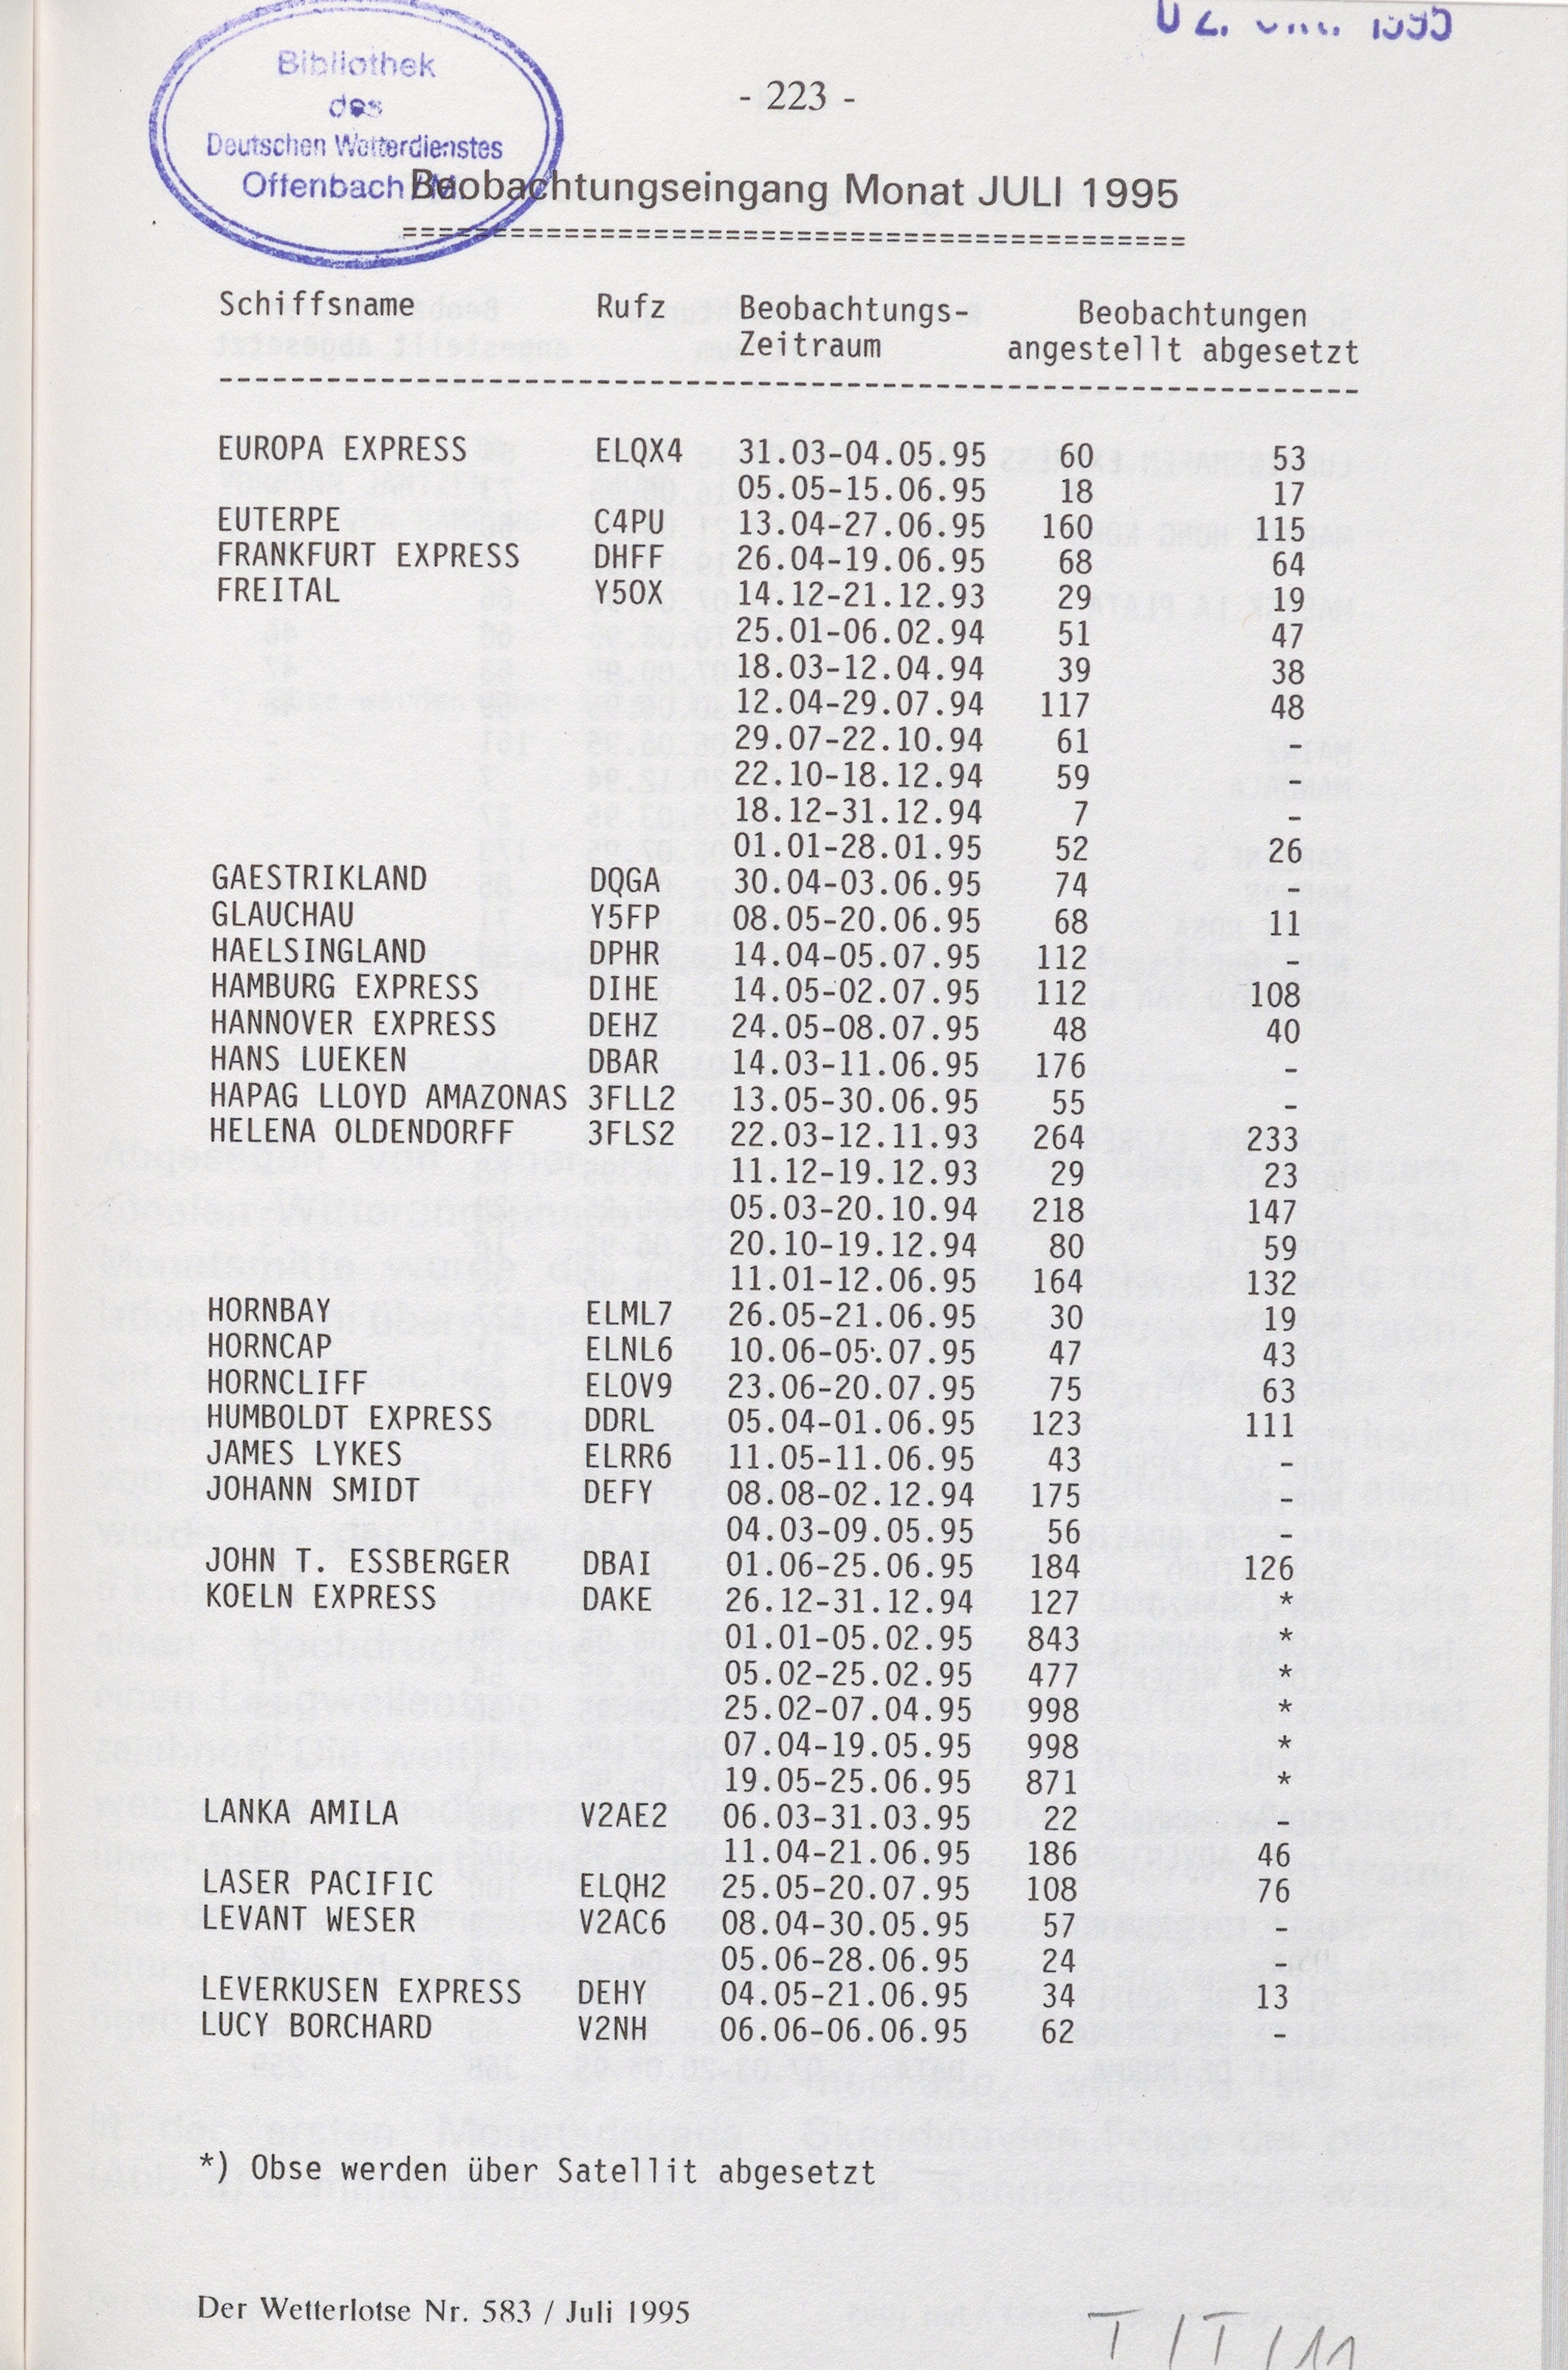 Bibliothek
des
Deutschen Wetterdienstes
Offenbach/M.
- 223 -
Beobachtungseingang Monat JULI 1995
============================================
Schiffsname Rufz Beobachtungs- Beobachtungen
Zeitraum angestellt abgesetzt
----------------------------------------------------------------
EUROPA EXPRESS ELQX4 31.03-04.05.95 60 53
05.05-15.06.95 18 17
EUTERPE C4PU 13.04-27.06.95 160 115
FRANKFURT EXPRESS DHFF 26.04-19.06.95 68 64
FREITAL Y5OX 14.12-21.12.93 29 19
25.01-06.02.94 51 47
18.03-12.04.94 39 38
12.04-29.07.94 117 48
29.07-22.10.94 61 -
22.10-18.12.94 59 -
18.12-31.12.94 7 -
01.01-28.01.95 52 26
GAESTRIKLAND DQGA 30.04-03.06.95 74 -
GLAUCHAU Y5FP 08.05-20.06.95 68 11
HAELSINGLAND DPHR 14.04-05.07.95 112 -
HAMBURG EXPRESS DIHE 14.05-02.07.95 112 108
HANNOVER EXPRESS DEHZ 24.05-08.07.95 48 40
HANS LUEKEN DBAR 14.03-11.06.95 176 -
HAPAG LLOYD AMAZONAS 3FLL2 13.05-30.06.95 55 -
HELENA OLDENDORFF 3FLS2 22.03-12.11.93 264 233
11.12-19.12.93 29 23
05.03-20.10.94 218 147
20.10-19.12.94 80 59
11.01-12.06.95 164 132
HORNBAY ELML7 26.05-21.06.95 30 19
HORNCAP ELNL6 10.06-05.07.95 47 43
HORNCLIFF ELOV9 23.06-20.07.95 75 63
HUMBOLDT EXPRESS DDRL 05.04-01.06.95 123 111
JAMES LYKES ELRR6 11.05-11.06.95 43 -
JOHANN SMIDT DEFY 08.08-02.12.94 175 -
04.03-09.05.95 56 -
JOHN T. ESSBERGER DBAI 01.06-25.06.95 184 126
KOELN EXPRESS DAKE 26.12-31.12.94 127 *
01.01-05.02.95 843 *
05.02-25.02.95 477 *
25.02-07.04.95 998 *
07.04-19.05.95 998 *
19.05-25.06.95 871 *
LANKA AMILA V2AE2 06.03-31.03.95 22 -
11.04-21.06.95 186 46
LASER PACIFIC ELQH2 25.05-20.07.95 108 76
LEVANT WESER V2AC6 08.04-30.05.95 57 -
05.06-28.06.95 24 -
LEVERKUSEN EXPRESS DEHY 04.05-21.06.95 34 13
LUCY BORCHARD V2NH 06.06-06.06.95 62 -
*) Obse werden über Satellit abgesetzt
Der Wetterlotse Nr. 583 / Juli 1995